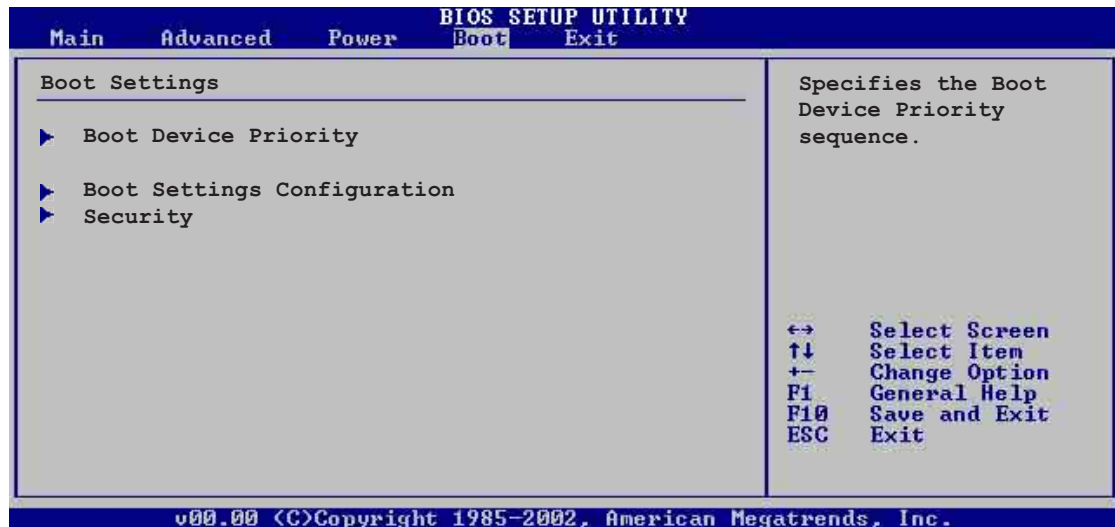 BIOS SETUP UTILITY
Main Advanced Power Boot Exit
Boot Settings
Boot Device Priority
Boot Settings Configuration
Security
Specifies the Boot
Device Priority
sequence.
←→ Select Screen
↑↓ Select Item
+- Change Option
F1 General Help
F10 Save and Exit
ESC Exit
v00.00 (C)Copyright 1985-2002, American Megatrends, Inc.